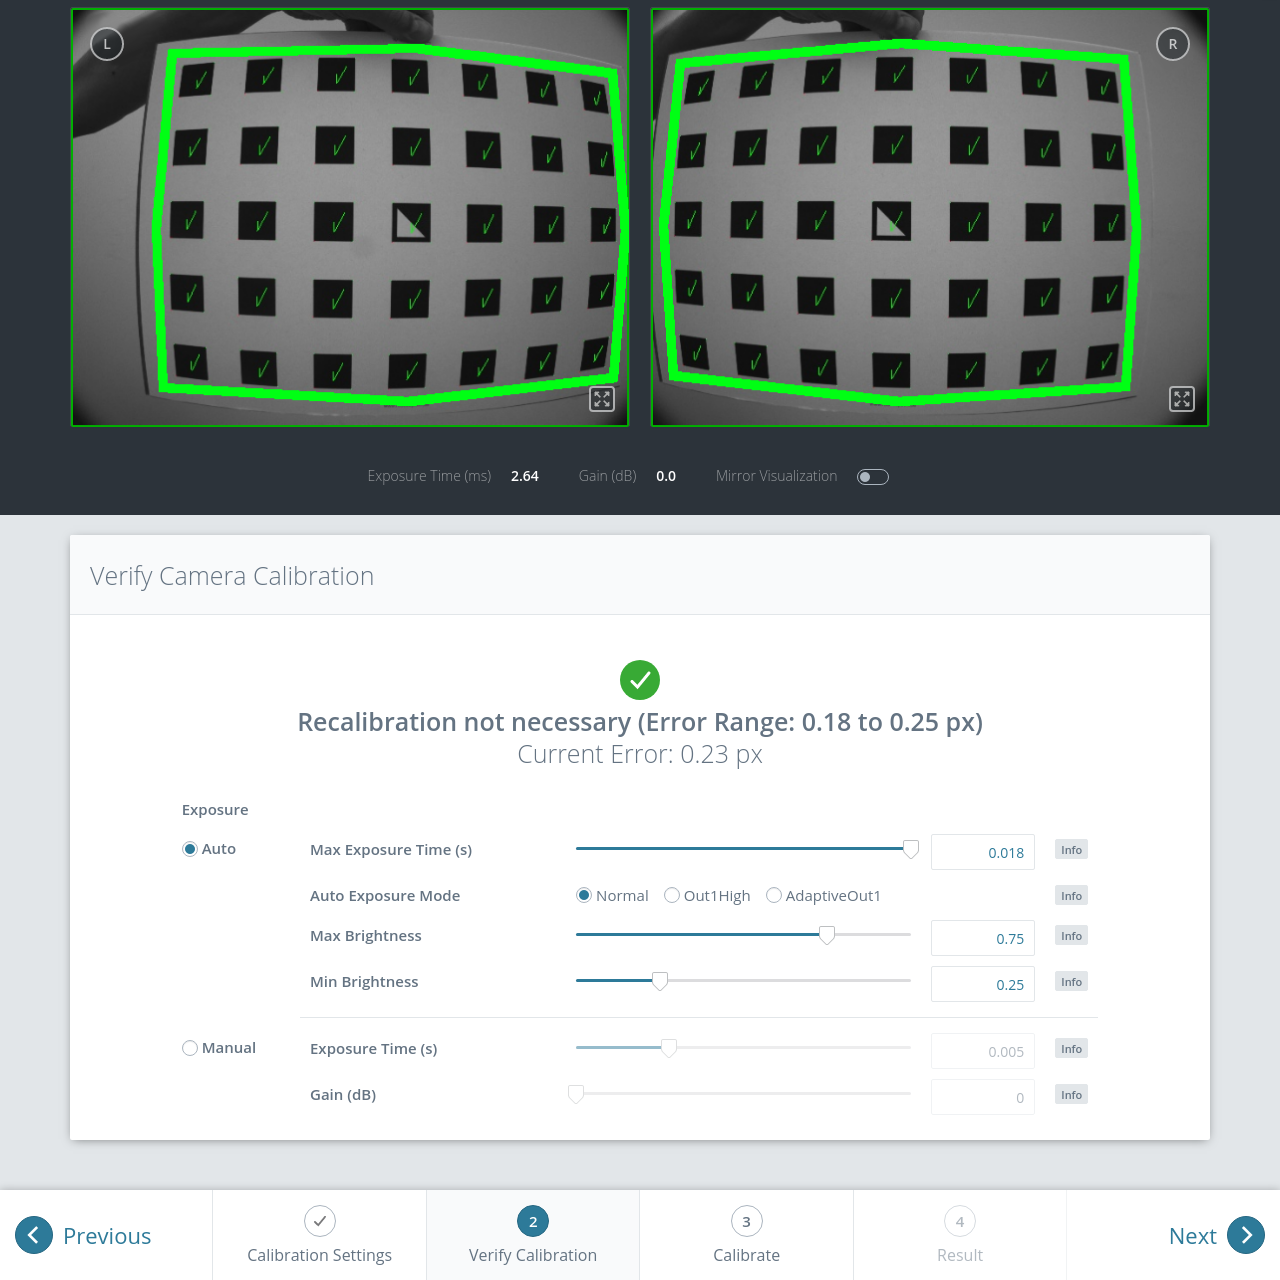 L
R
Exposure Time (ms) 2.64 Gain (dB) 0.0 Mirror Visualization
Verify Camera Calibration
Recalibration not necessary (Error Range: 0.18 to 0.25 px)
Current Error: 0.23 px
Exposure
Auto Max Exposure Time (s) 0.018 Info
Auto Exposure Mode Normal Out1High AdaptiveOut1 Info
Max Brightness 0.75 Info
Min Brightness 0.25 Info
Manual Exposure Time (s) 0.005 Info
Gain (dB) 0 Info
2 3 4
Previous Next
Calibration Settings Verify Calibration Calibrate Result